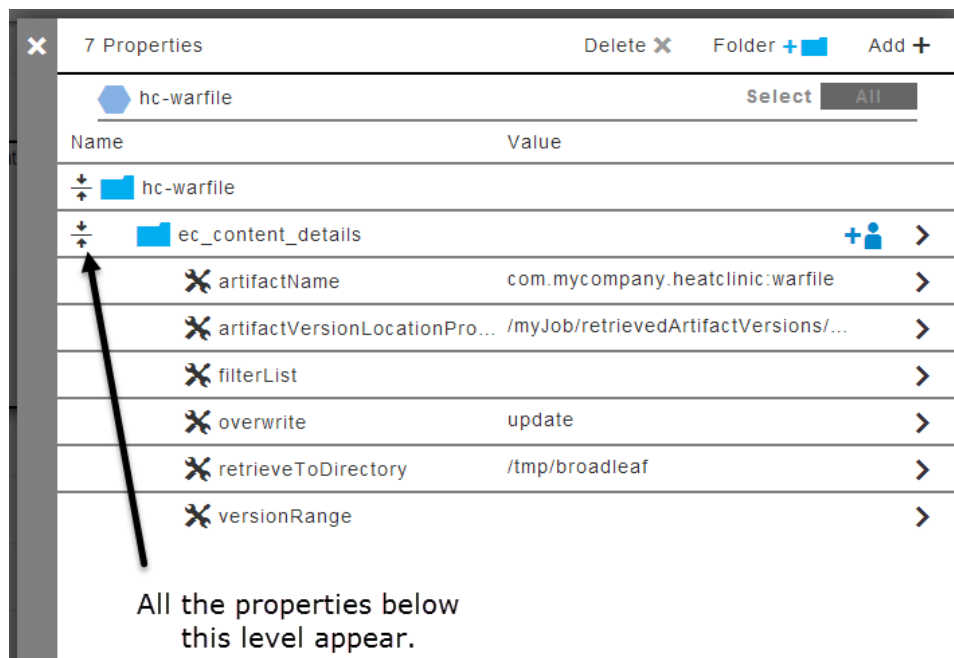 7 Properties Delete Folder Add
hc-warfile Select All
Name Value
hc-warfile
ec_content_details
artifactName com.mycompany.heatclinic:warfile
artifactVersionLocationPro... /myJob/retrievedArtifactVersions/...
filterList
overwrite update
retrieveToDirectory /tmp/broadleaf
versionRange
All the properties below
this level appear.